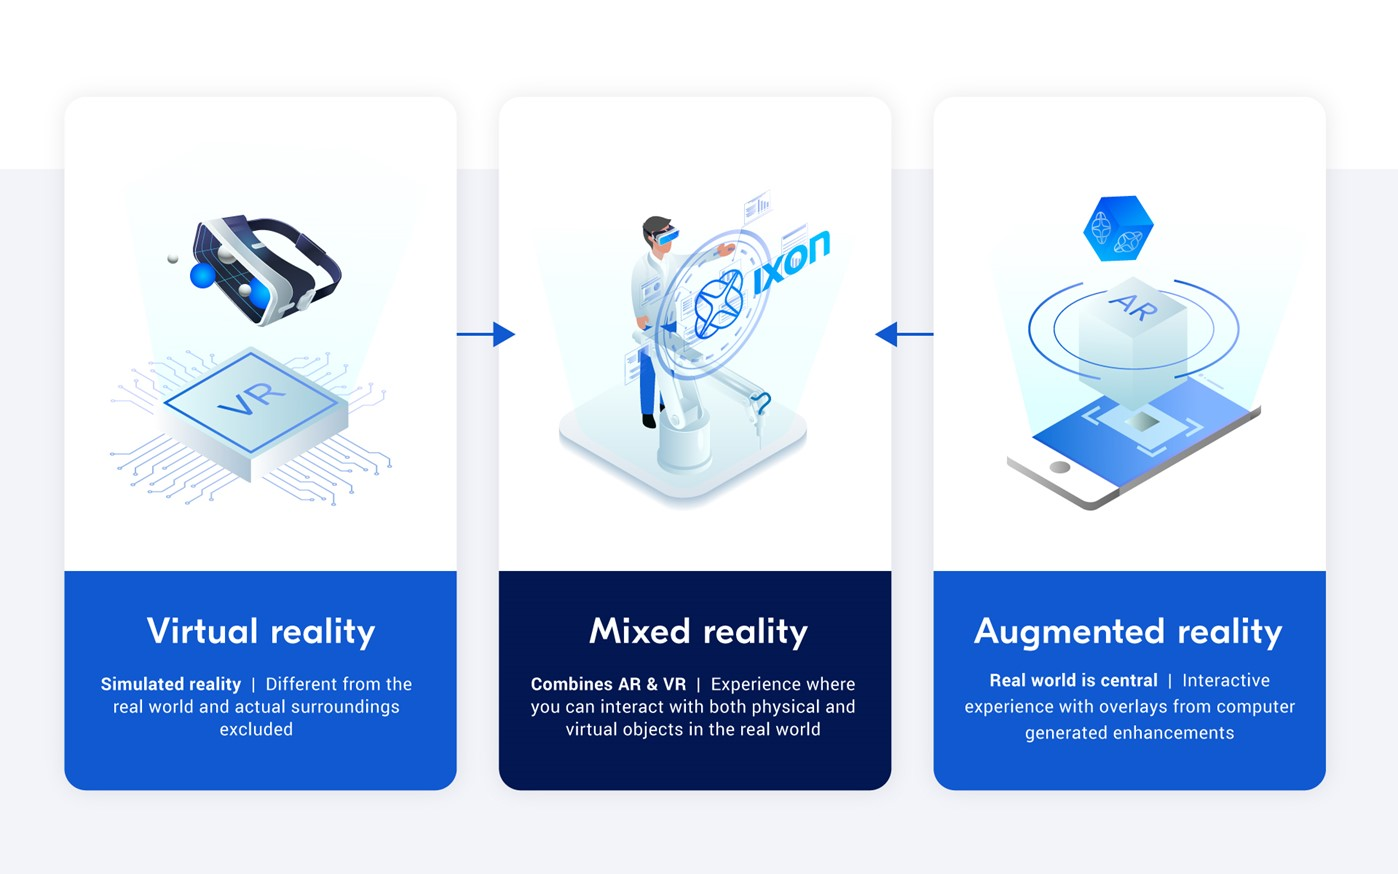 VR
ixon
AR
Virtual reality
Simulated reality | Different from the
real world and actual surroundings
excluded
Mixed reality
Combines AR & VR | Experience where
you can interact with both physical and
virtual objects in the real world
Augmented reality
Real world is central | Interactive
experience with overlays from computer
generated enhancements